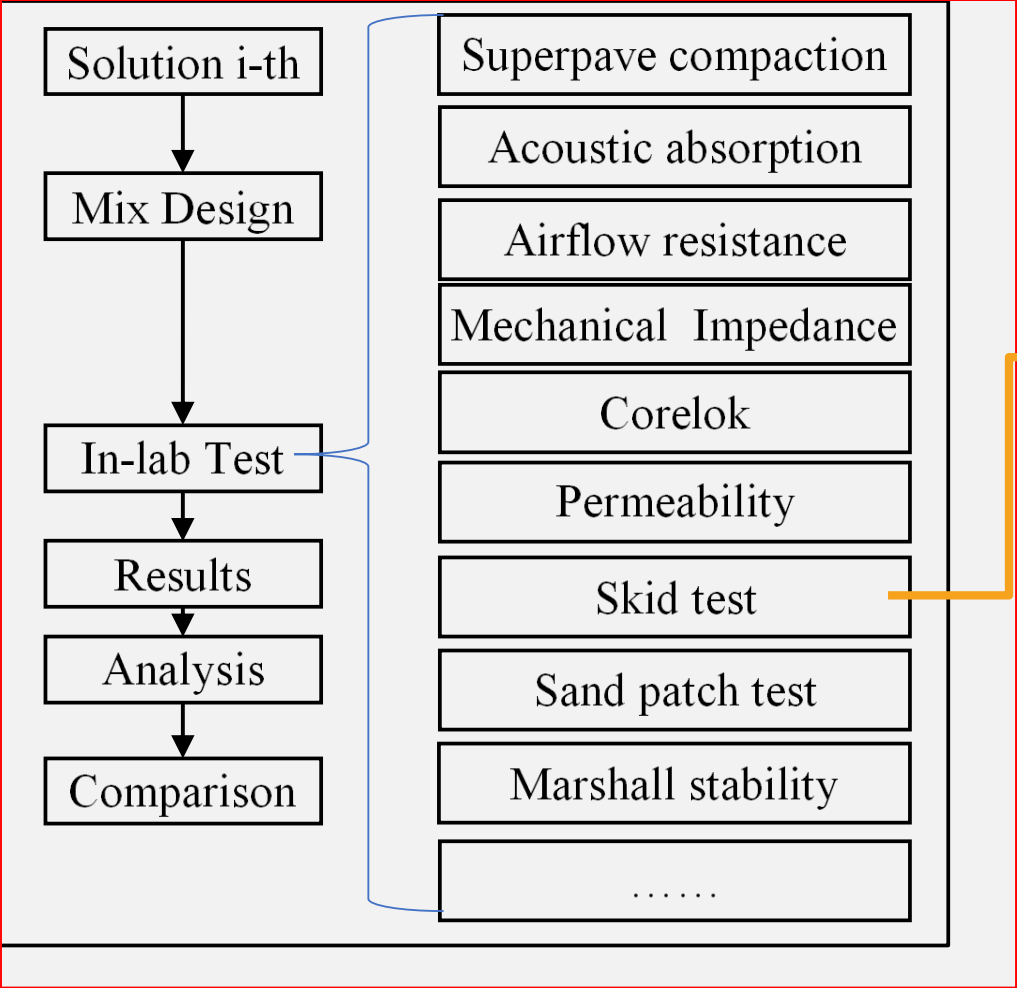 Solution i-th
Mix Design
In-lab Test
Results
Analysis
Comparison
Superpave compaction
Acoustic absorption
Airflow resistance
Mechanical  Impedance
Corelok
Permeability
Skid test
Sand patch test
Marshall stability
......